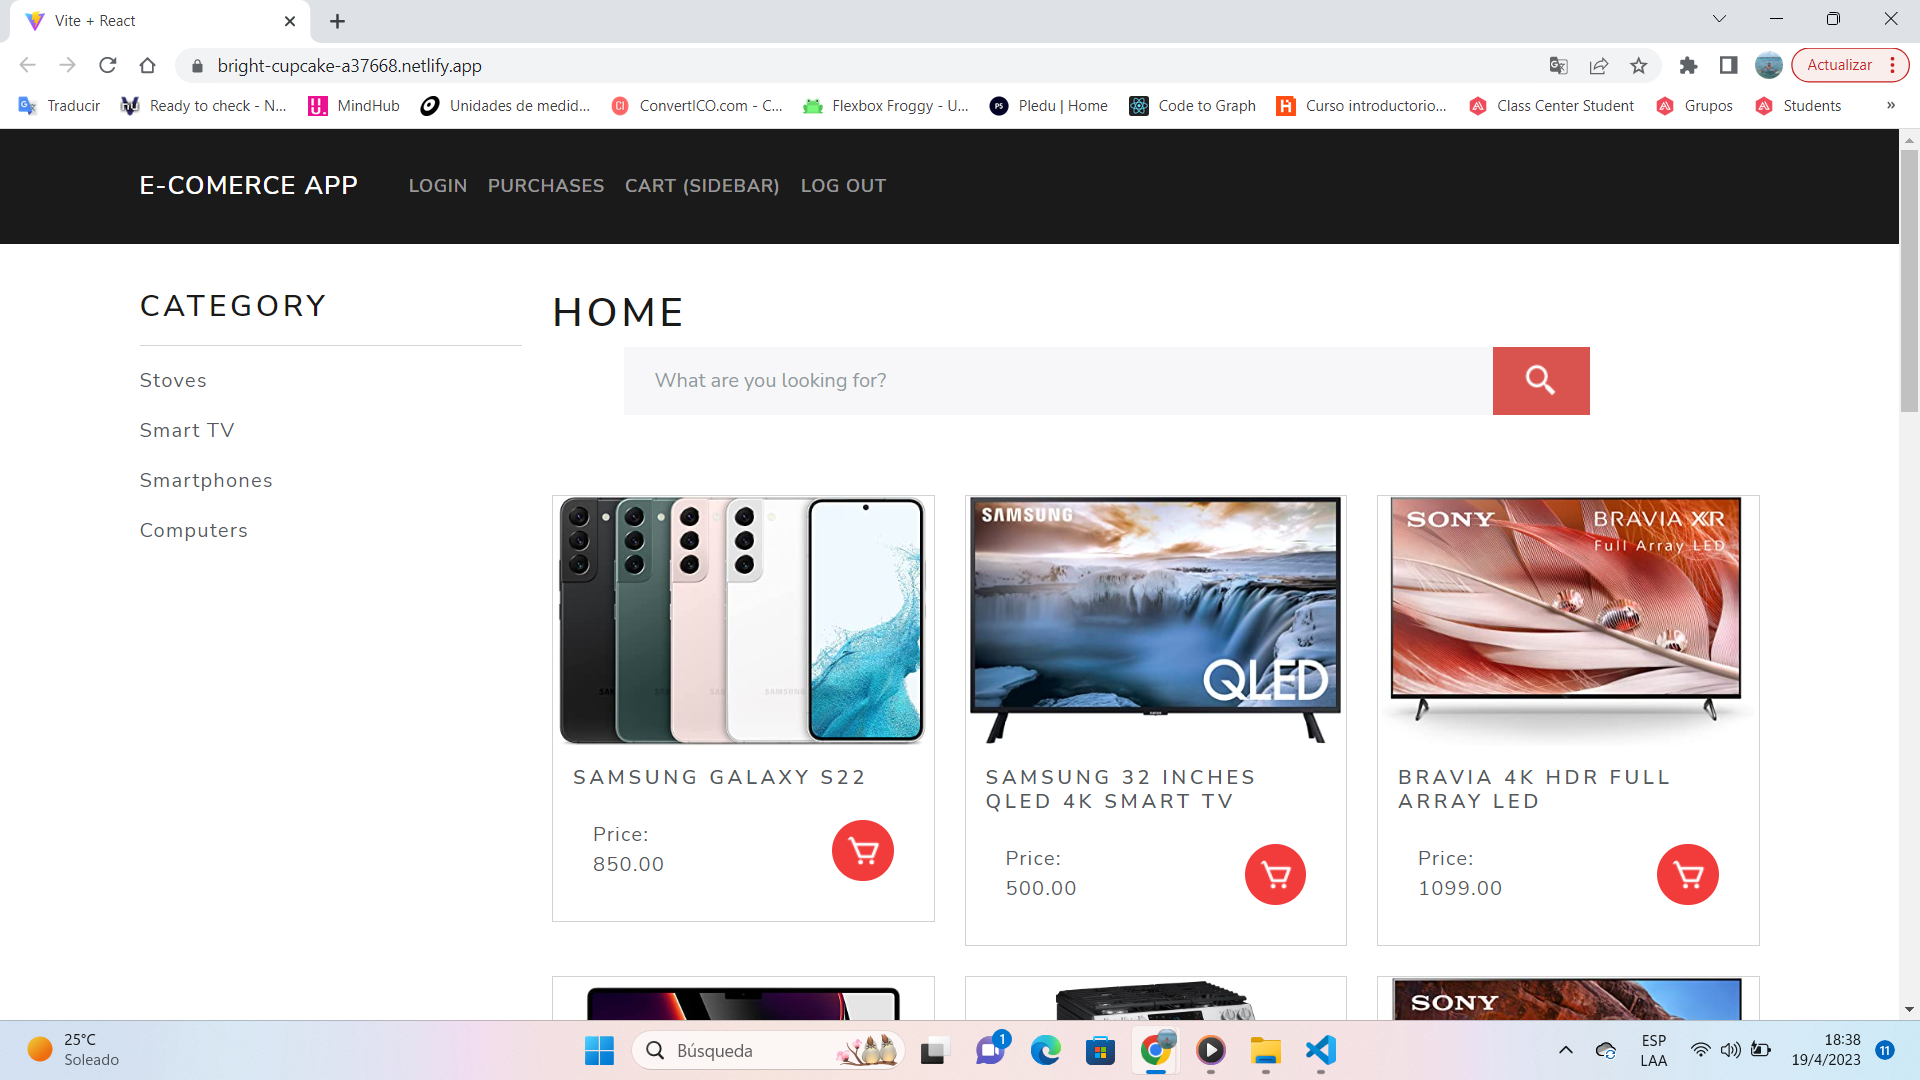 Vite + React
bright-cupcake-a37668.netlify.app
Actualizar
Traducir
Ready to check - N...
MindHub
Unidades de medid...
ConvertICO.com - C...
Flexbox Froggy - U...
Pledu | Home
Code to Graph
Curso introductorio...
Class Center Student
Grupos
Students
»
E-COMERCE APP
LOGIN
PURCHASES
CART (SIDEBAR)
LOG OUT
CATEGORY
Stoves
Smart TV
Smartphones
Computers
HOME
What are you looking for?
SAMSUNG GALAXY S22
Price:
850.00
SAMSUNG
QLED
SAMSUNG 32 INCHES
QLED 4K SMART TV
Price:
500.00
SONY
BRAVIA XR
Full Array LED
BRAVIA 4K HDR FULL
ARRAY LED
Price:
1099.00
SONY
25°C
Soleado
Búsqueda
1
ESP
LAA
18:38
19/4/2023
11